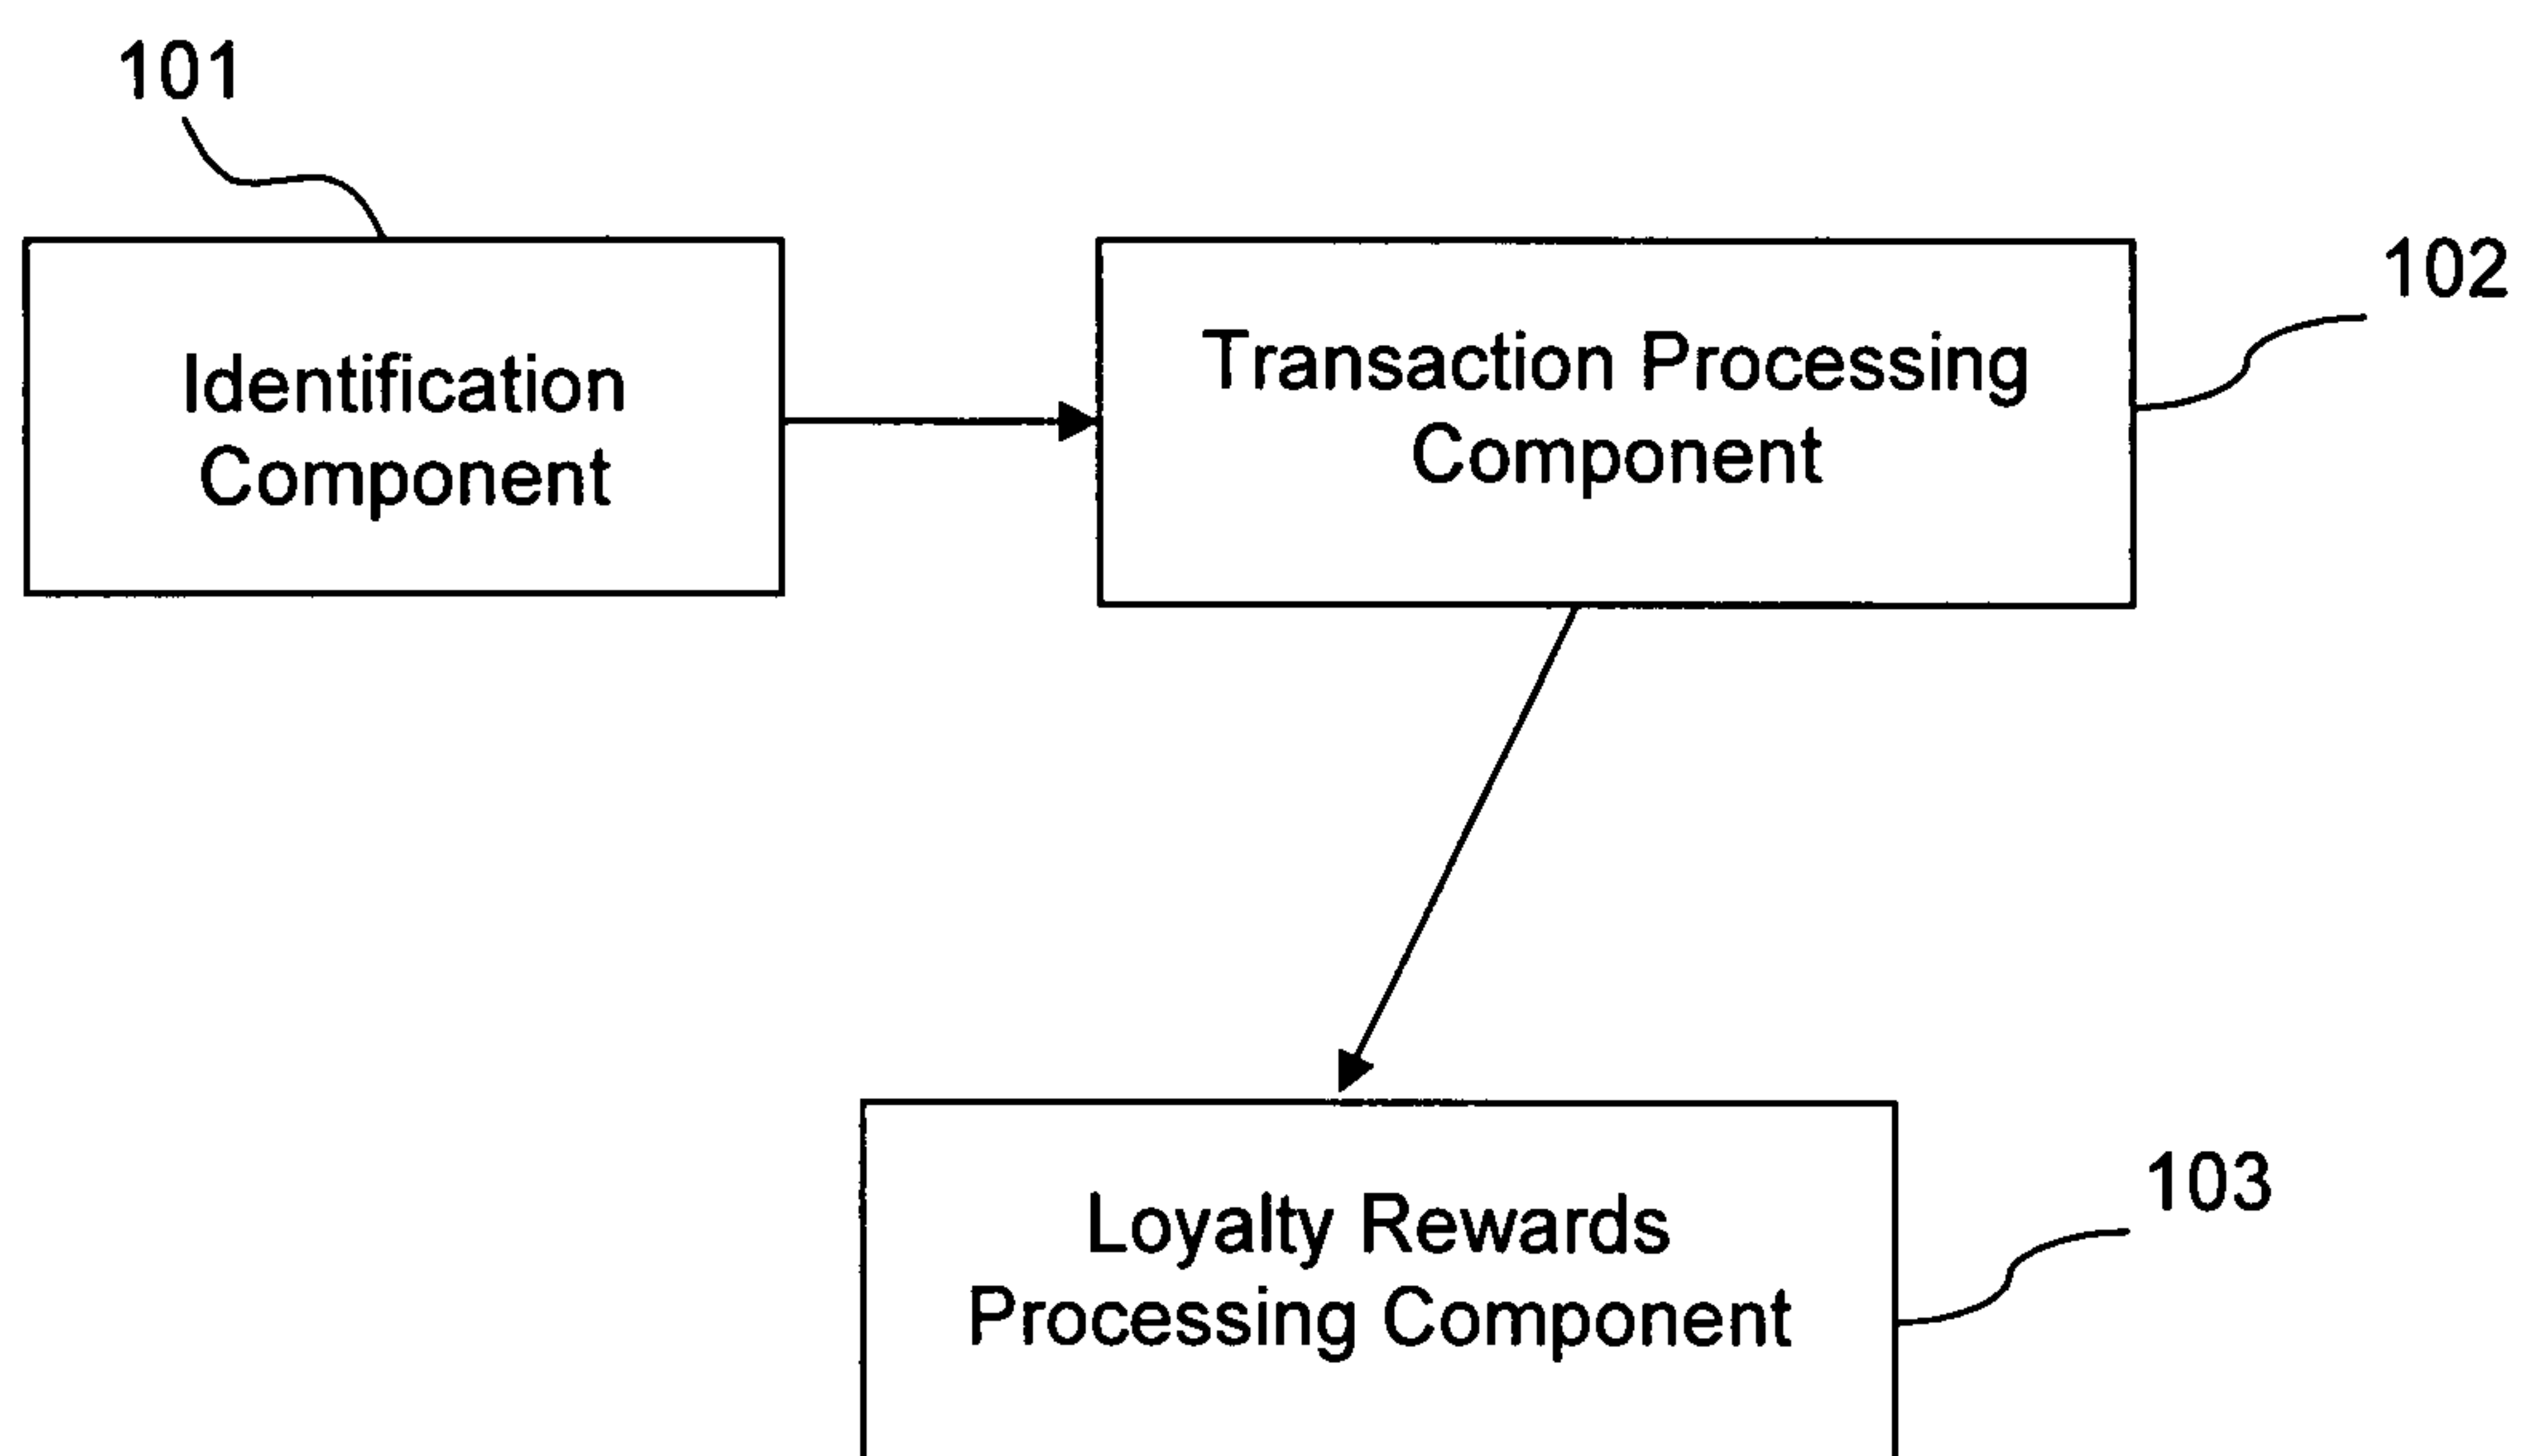 101
102
Identification
Component
Transaction Processing
Component
103
Loyalty Rewards
Processing Component